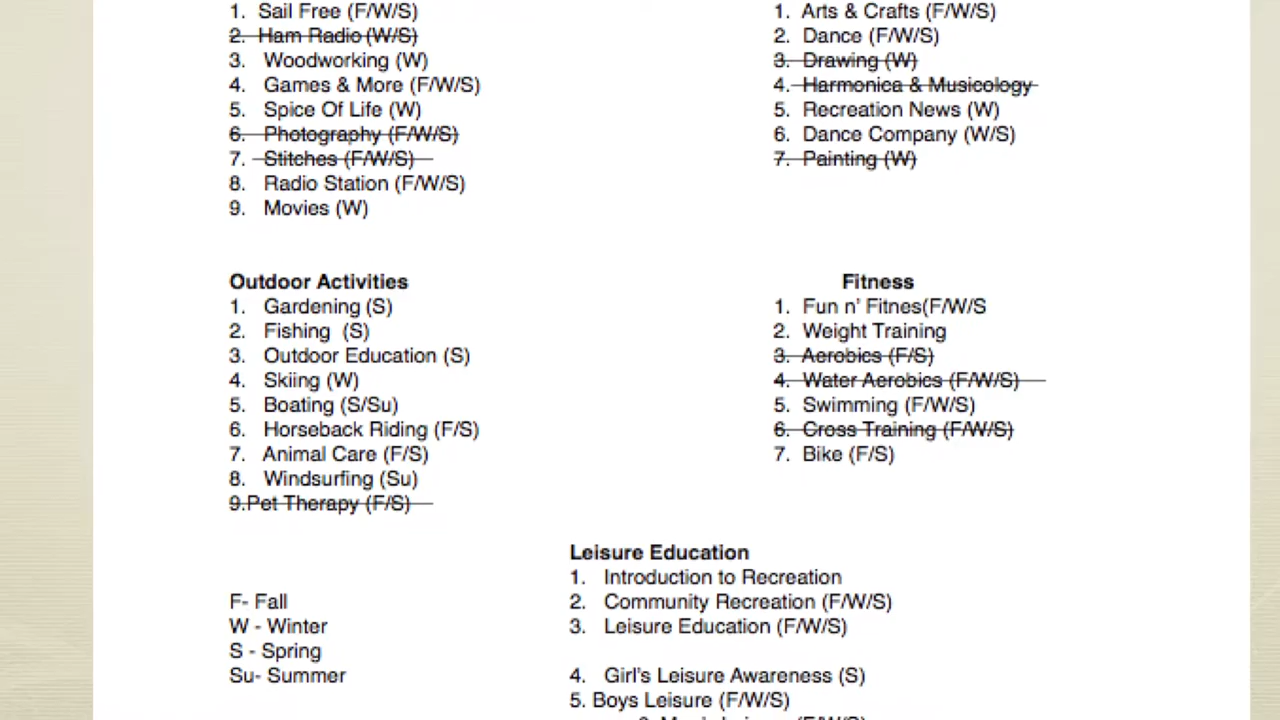 1. Sail Free (F/W/S)
2. Ham Radio (W/S)
3. Woodworking (W)
4. Games & More (F/W/S)
5. Spice Of Life (W)
6. Photography (F/W/S)
7. Stitches (F/W/S)
8. Radio Station (F/W/S)
9. Movies (W)
1. Arts & Crafts (F/W/S)
2. Dance (F/W/S)
3. Drawing (W)
4. Harmonica & Musicology
5. Recreation News (W)
6. Dance Company (W/S)
7. Painting (W)
Outdoor Activities
1. Gardening (S)
2. Fishing (S)
3. Outdoor Education (S)
4. Skiing (W)
5. Boating (S/Su)
6. Horseback Riding (F/S)
7. Animal Care (F/S)
8. Windsurfing (Su)
9.Pet Therapy (F/S)
Fitness
1. Fun n' Fitnes(F/W/S
2. Weight Training
3. Aerobics (F/S)
4. Water Aerobics (F/W/S)
5. Swimming (F/W/S)
6. Cross Training (F/W/S)
7. Bike (F/S)
F- Fall
W - Winter
S - Spring
Su- Summer
Leisure Education
1. Introduction to Recreation
2. Community Recreation (F/W/S)
3. Leisure Education (F/W/S)
4. Girl's Leisure Awareness (S)
5. Boys Leisure (F/W/S)